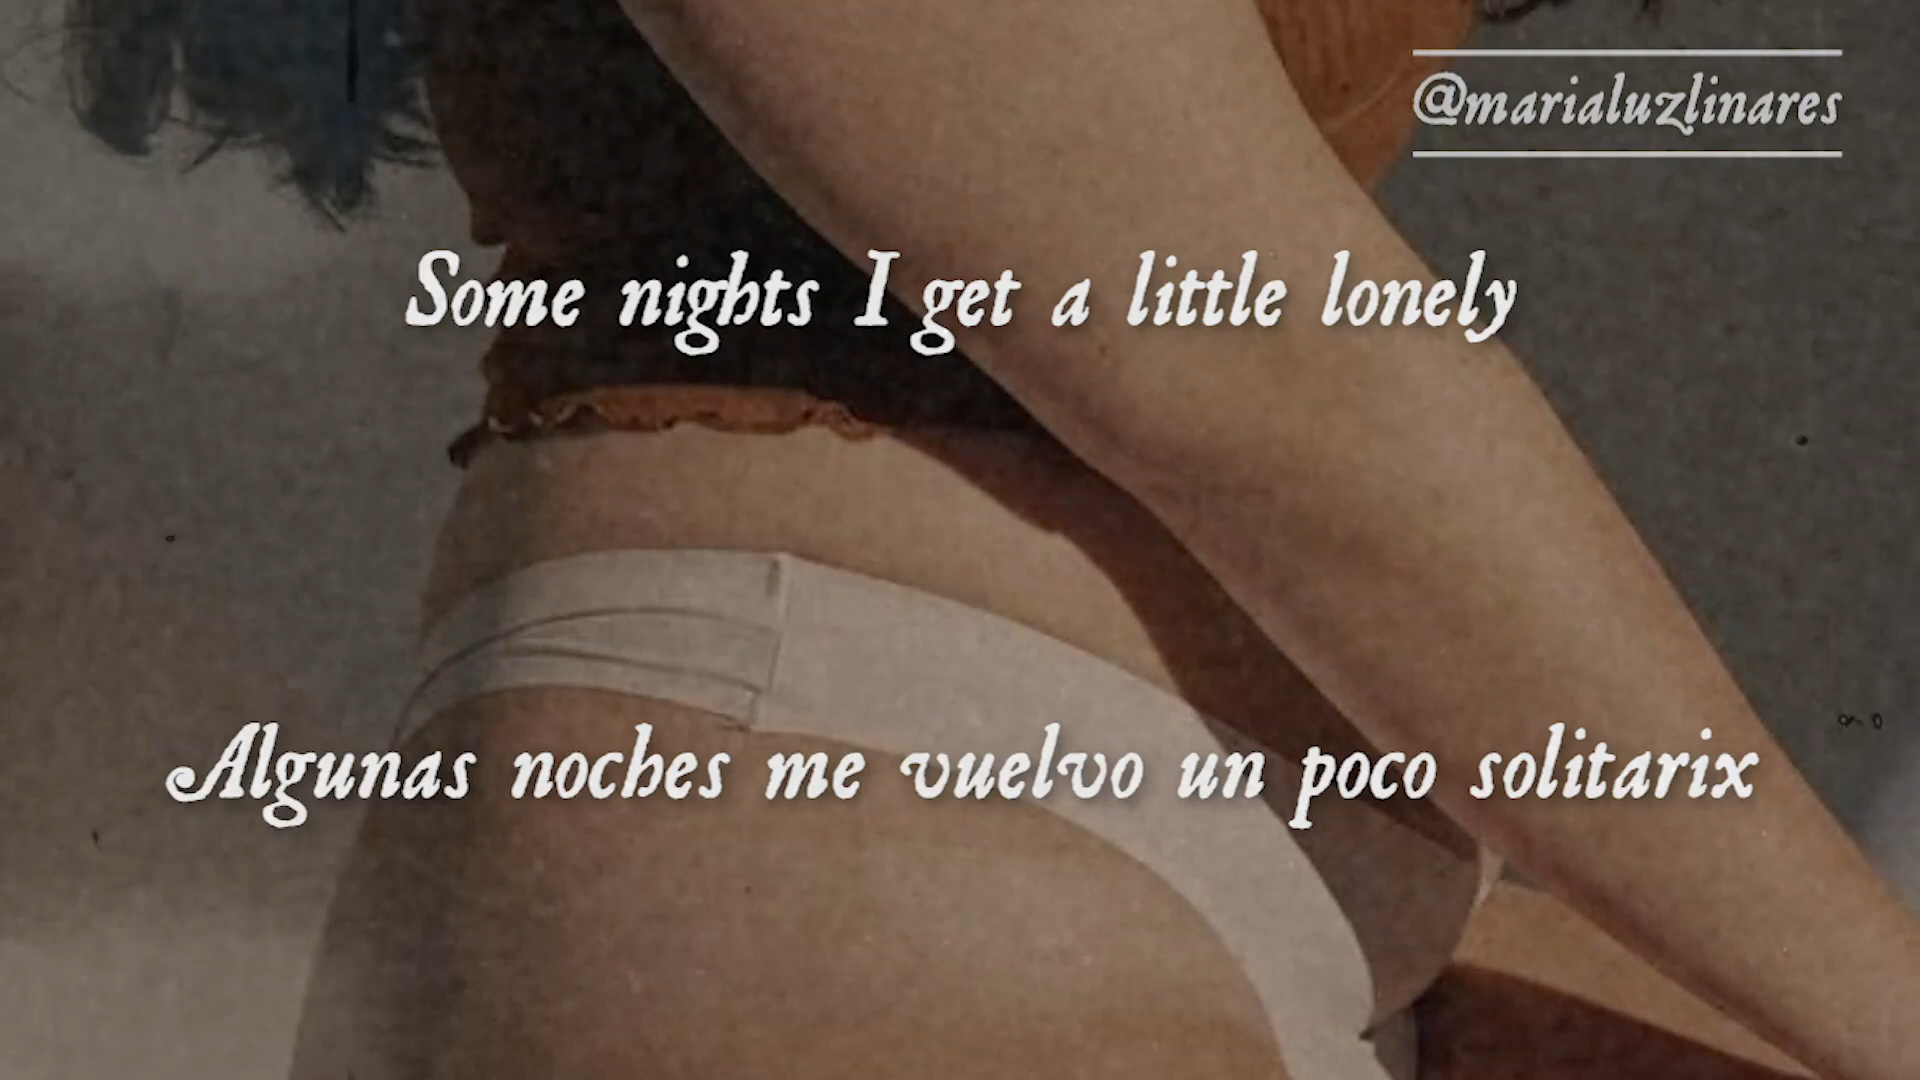 @marialuzlinares
Some nights I get a little lonely
Algunas noches me vuelvo un poco solitarix